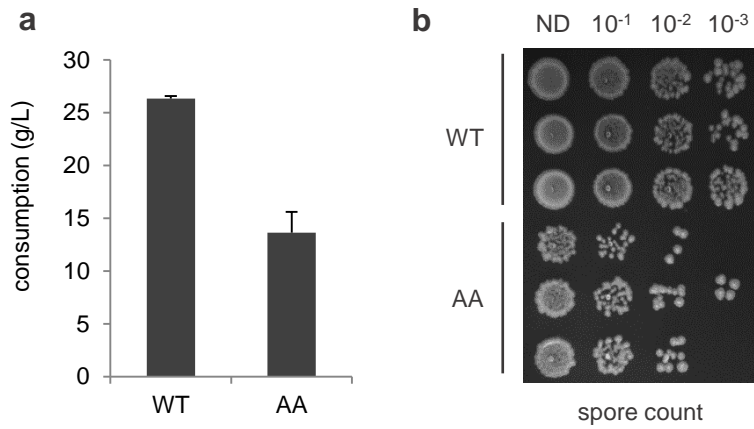 a
consumption (g/L)
30
25
20
15
10
5
0
WT AA
b
ND 10⁻¹ 10⁻² 10⁻³
WT
AA
spore count